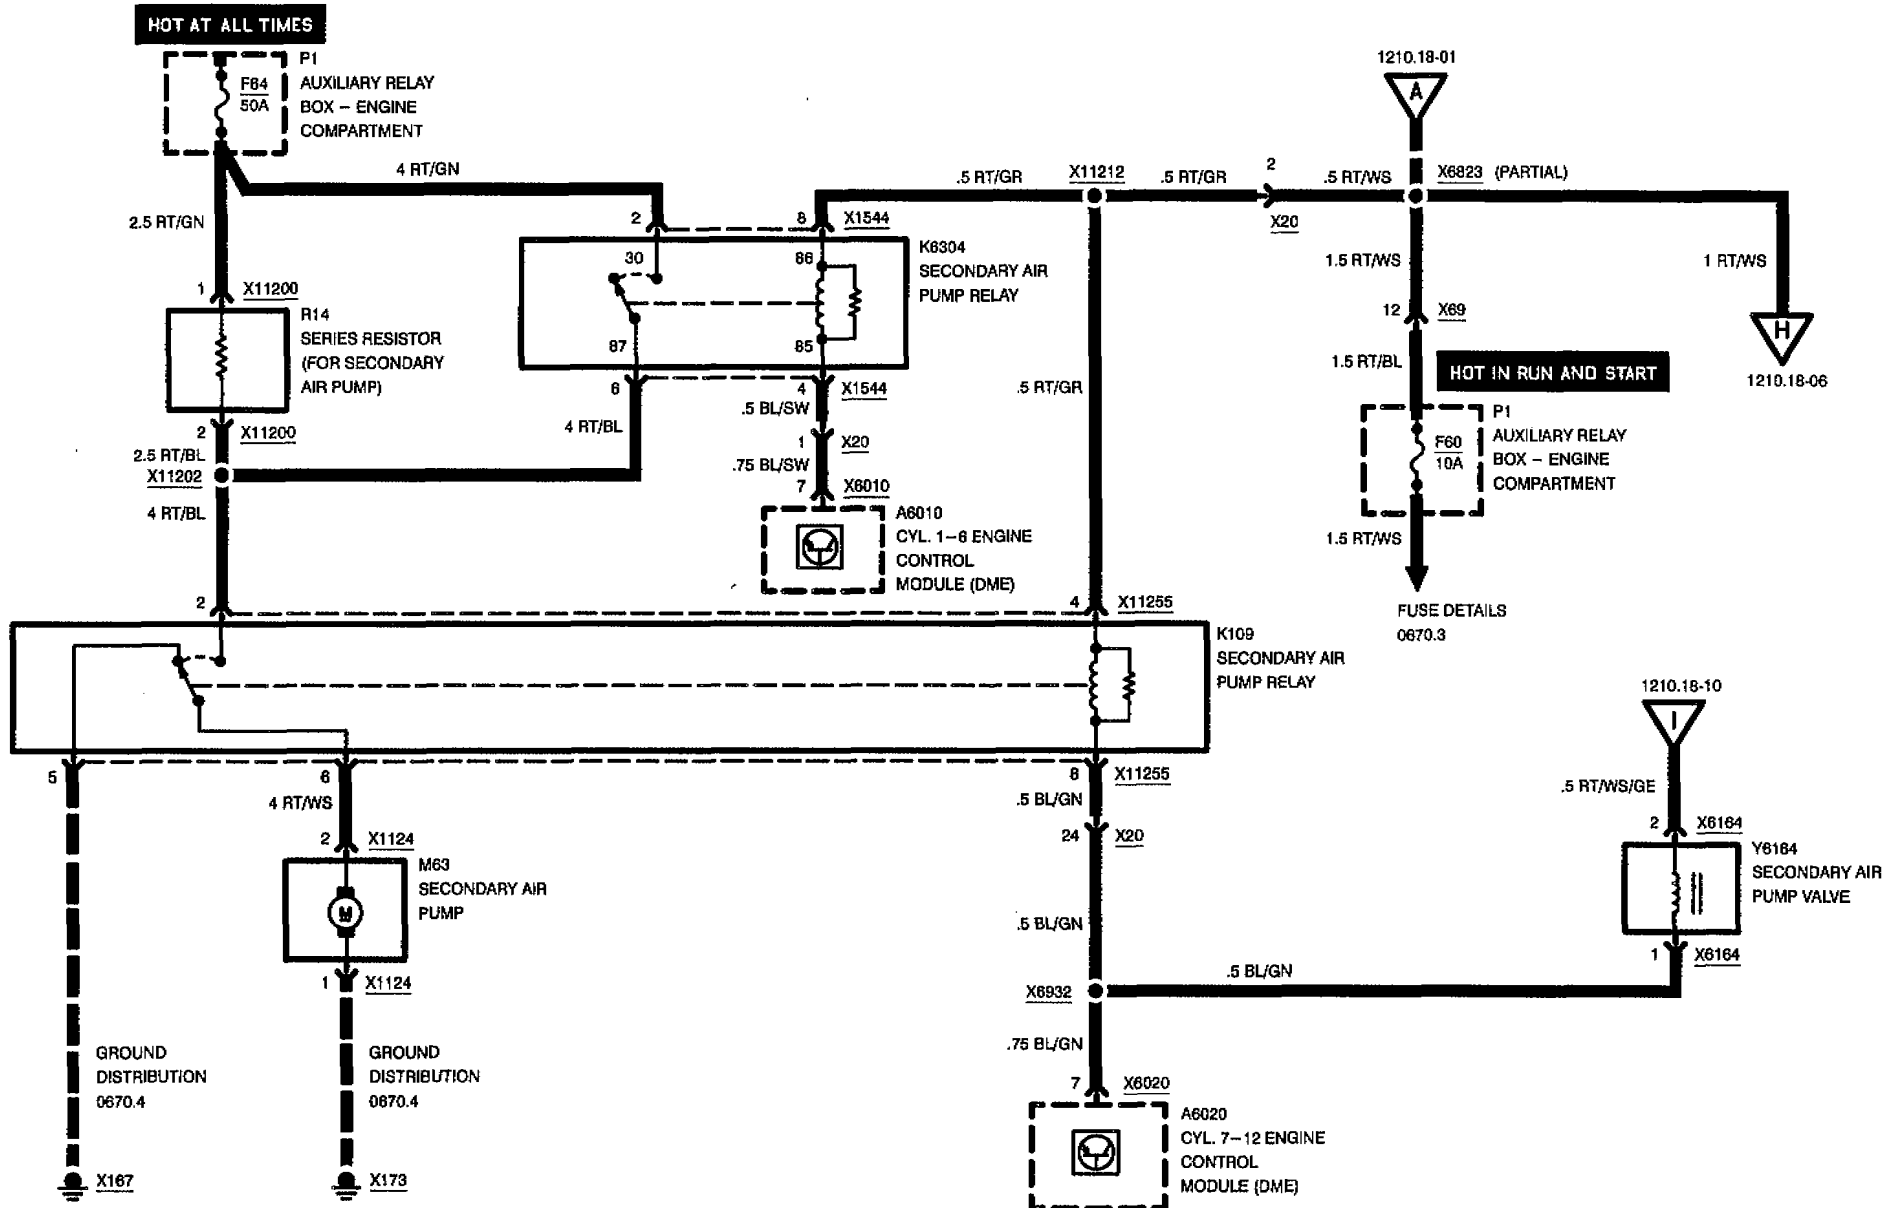 HOT AT ALL TIMES
P1
AUXILIARY RELAY
BOX – ENGINE
COMPARTMENT
F64
50A
4 RT/GN
2.5 RT/GN
1
X11200
R14
SERIES RESISTOR
(FOR SECONDARY
AIR PUMP)
2
X11200
2.5 RT/BL
X11202
4 RT/BL
2
2
8
X1544
30
86
87
85
K6304
SECONDARY AIR
PUMP RELAY
6
4
X1544
4 RT/BL
.5 BL/SW
1
X20
.75 BL/SW
7
X6010
A6010
CYL. 1–6 ENGINE
CONTROL
MODULE (DME)
.5 RT/GR
X11212
.5 RT/GR
2
X20
.5 RT/WS
1210.18-01
A
X6823 (PARTIAL)
1.5 RT/WS
12
X69
1.5 RT/BL
HOT IN RUN AND START
P1
AUXILIARY RELAY
BOX – ENGINE
COMPARTMENT
F60
10A
1.5 RT/WS
FUSE DETAILS
0670.3
1 RT/WS
H
1210.18-06
.5 RT/GR
4
X11255
K109
SECONDARY AIR
PUMP RELAY
5
6
8
X11255
4 RT/WS
2
X1124
M63
SECONDARY AIR
PUMP
M
1
X1124
GROUND
DISTRIBUTION
0670.4
X167
GROUND
DISTRIBUTION
0670.4
X173
.5 BL/GN
24
X20
.5 BL/GN
X6932
.5 BL/GN
.75 BL/GN
7
X6020
A6020
CYL. 7–12 ENGINE
CONTROL
MODULE (DME)
1210.18-10
I
.5 RT/WS/GE
2
X6164
Y6164
SECONDARY AIR
PUMP VALVE
1
X6164